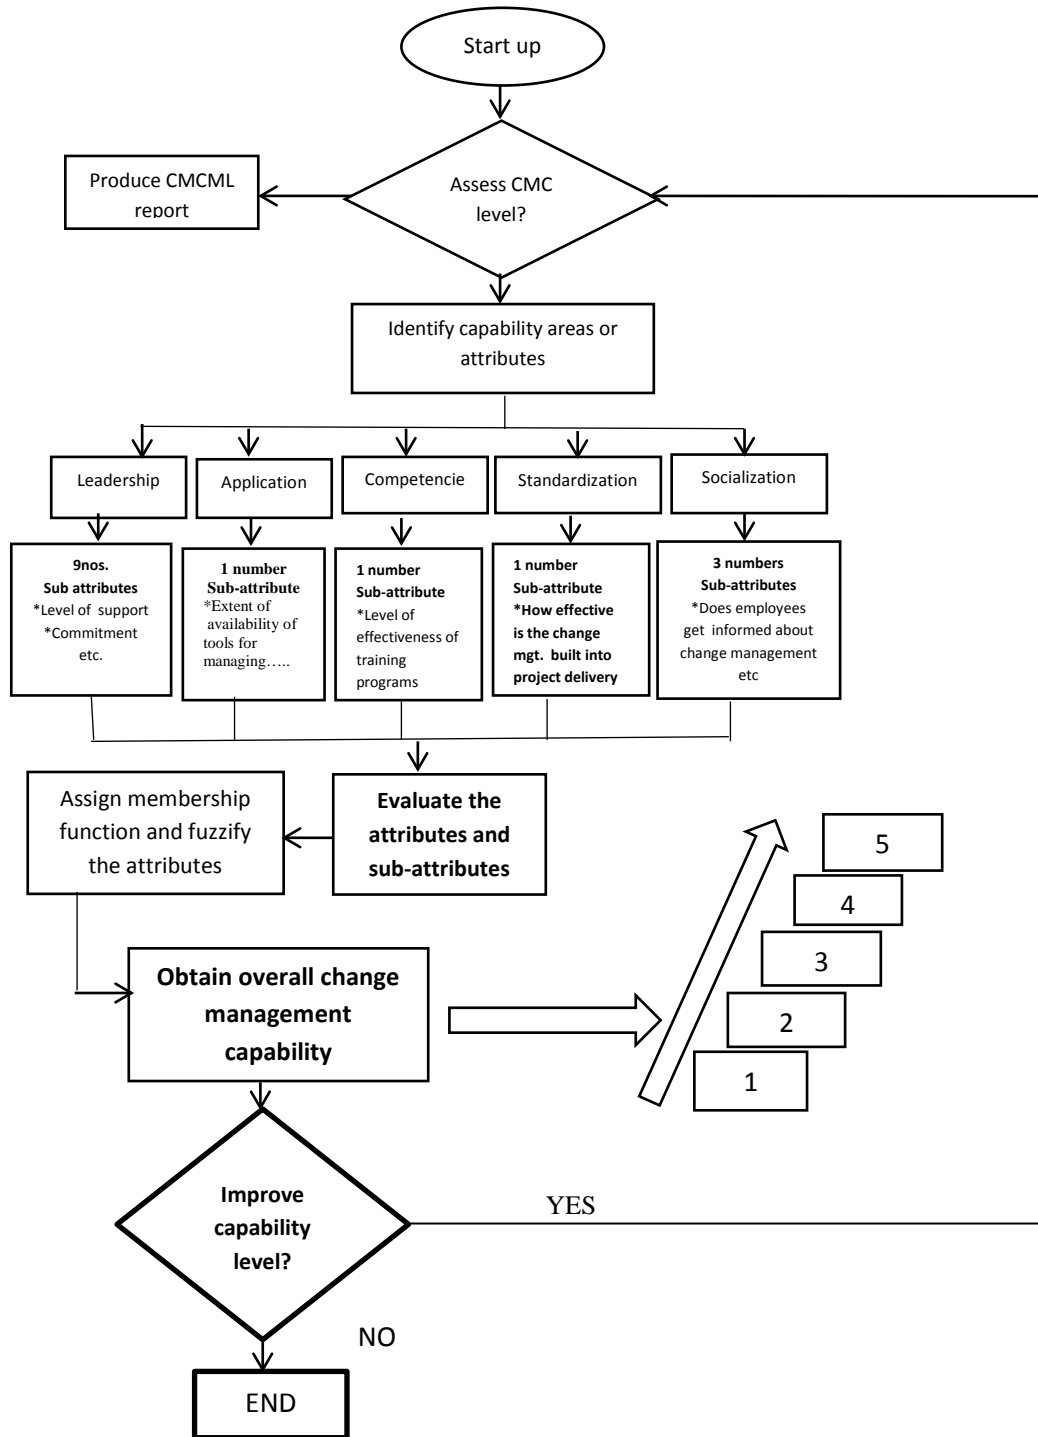 Start up
Produce CMCML
report
Assess CMC
level?
Identify capability areas or
attributes
Leadership
Application
Competencie
Standardization
Socialization
9nos.
Sub attributes
*Level of support
*Commitment
etc.
1 number
Sub-attribute
*Extent of
availability of
tools for
managing…..
1 number
Sub-attribute
*Level of
effectiveness of
training
programs
1 number
Sub-attribute
*How effective
is the change
mgt. built into
project delivery
3 numbers
Sub-attributes
*Does employees
get informed about
change management
etc
Assign membership
function and fuzzify
the attributes
Evaluate the
attributes and
sub-attributes
5
4
3
2
1
Obtain overall change
management
capability
Improve
capability
level?
YES
NO
END